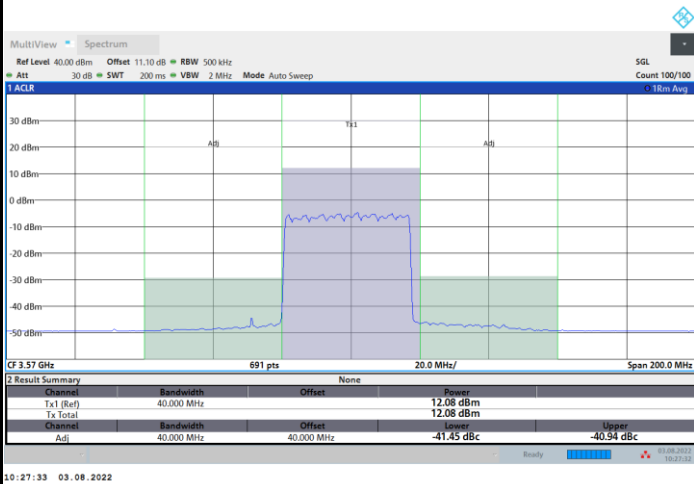 MultiView Spectrum
Ref Level 40.00 dBm Offset 11.10 dB RBW 500 kHz SGL
Att 30 dB SWT 200 ms VBW 2 MHz Mode Auto Sweep Count 100/100
1 ACLR 1Rm Avg
30 dBm
Tx1
20 dBm Adj Adj
10 dBm
0 dBm
-10 dBm
-20 dBm
-30 dBm
-40 dBm
-50 dBm
CF 3.57 GHz 691 pts 20.0 MHz/ Span 200.0 MHz
2 Result Summary None
Channel Bandwidth Offset Power
Tx1 (Ref) 40.000 MHz 12.08 dBm
Tx Total 12.08 dBm
Channel Bandwidth Offset Lower Upper
Adj 40.000 MHz 40.000 MHz -41.45 dBc -40.94 dBc
Ready 03.08.2022
10:27:32
10:27:33 03.08.2022